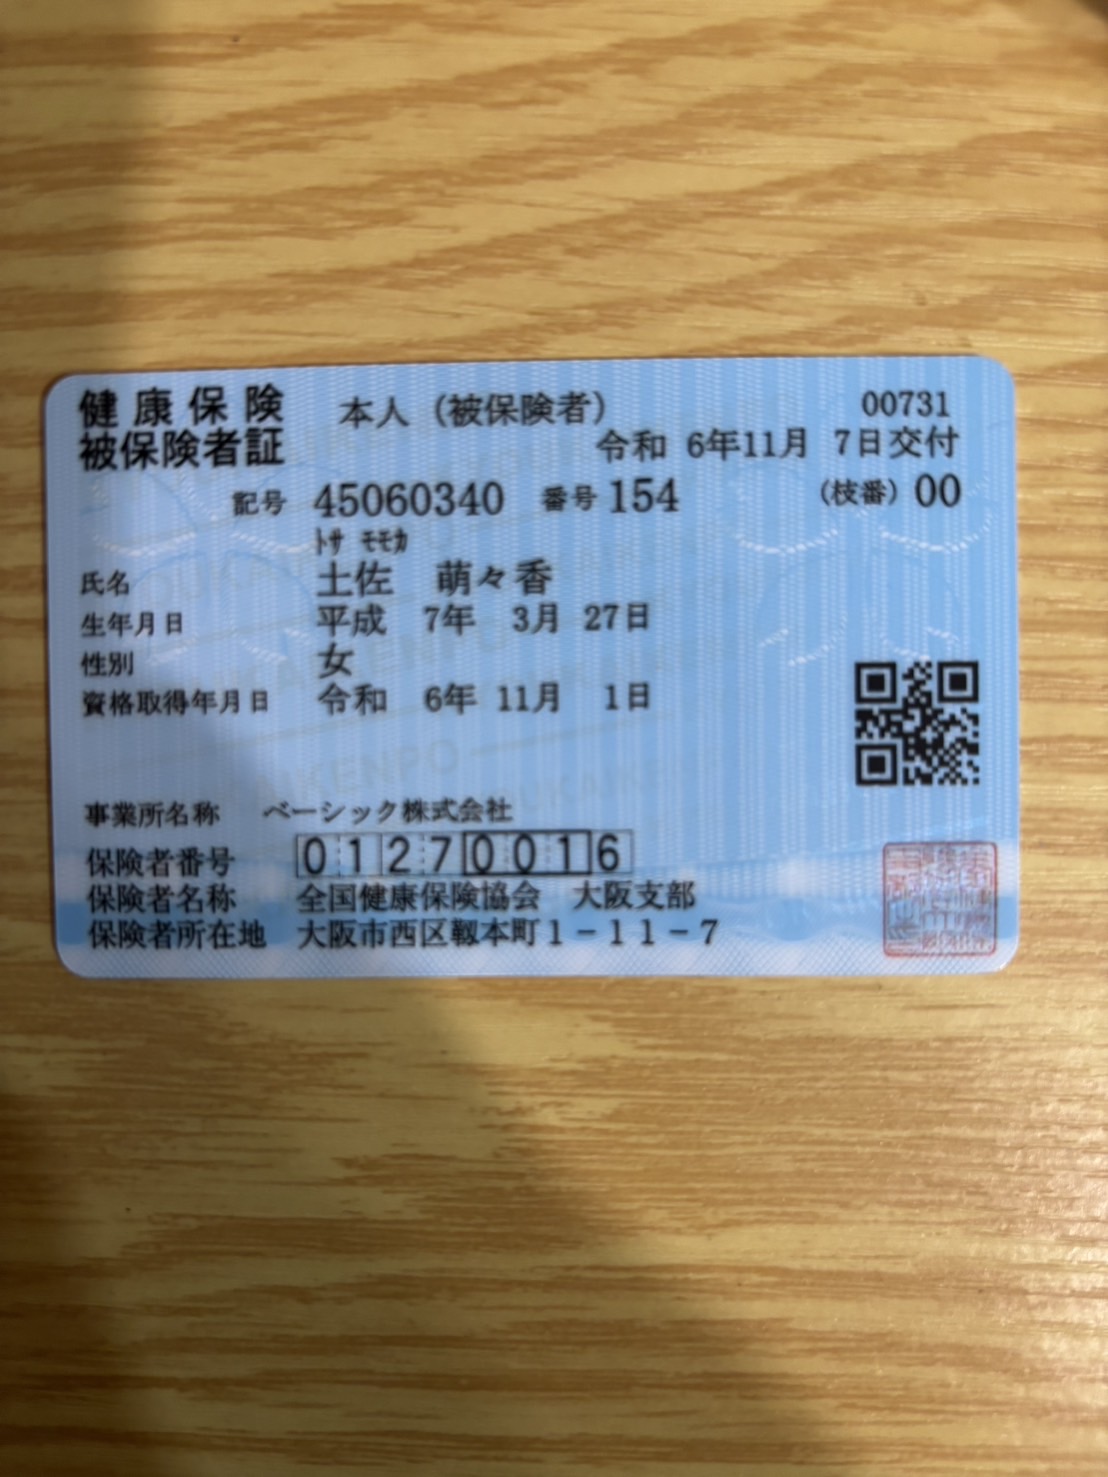 健康保険 本人（被保険者） 00731
被保険者証 令和 6年11月 7日交付
記号 45060340 番号 154 （枝番）00
ﾄｻ ﾓﾓｶ
氏名 土佐 萌々香
生年月日 平成 7年 3月 27日
性別 女
資格取得年月日 令和 6年 11月 1日
事業所名称 ベーシック株式会社
保険者番号 01270016
保険者名称 全国健康保険協会 大阪支部
保険者所在地 大阪市西区靱本町1－11－7